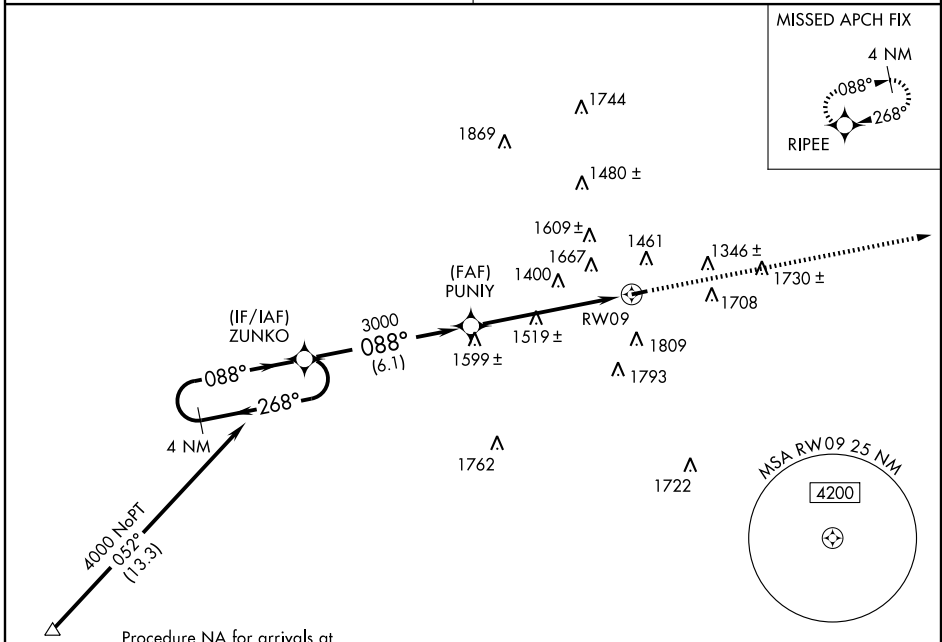 MISSED APCH FIX
4 NM
088°
268°
RIPEE
1744
1869
1480 ±
1609 ±
1667
1461
1346 ±
1400
1730 ±
(FAF)
PUNIY
1708
RW09
(IF/IAF)
ZUNKO
3000
088°
(6.1)
1519 ±
1599 ±
1809
1793
088°
268°
4 NM
1762
1722
MSA RW09 25 NM
4200
4000 NoPT
052°
(13.3)
Procedure NA for arrivals at